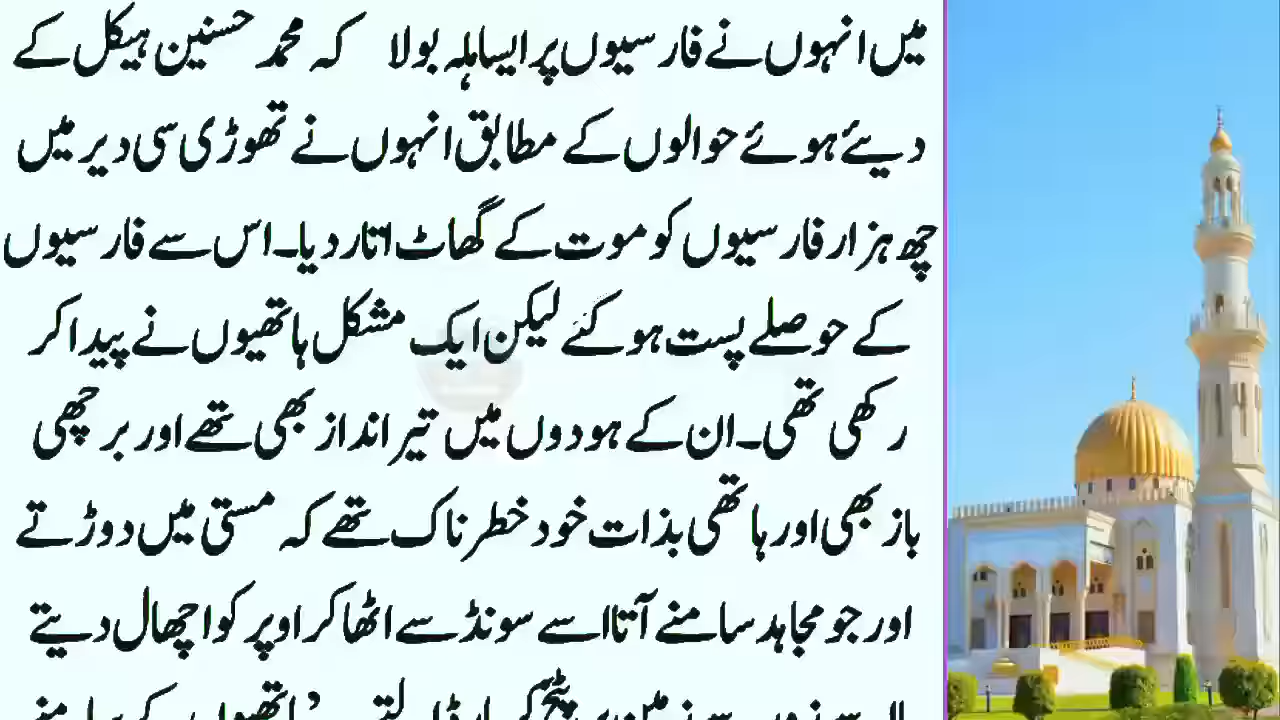 میں انہوں نے فارسیوں پر ایسا ہلہ بولا کہ محمد حسنین ہیکل کے
دیئے ہوئے حوالوں کے مطابق انہوں نے تھوڑی سی دیر میں
چھ ہزار فارسیوں کو موت کے گھاٹ اتار دیا۔ اس سے فارسیوں
کے حوصلے پست ہو گئے لیکن ایک مشکل ہاتھیوں نے پیدا کر
رکھی تھی۔ ان کے ہودوں میں تیر انداز بھی تھے اور برچھی
باز بھی اور ہاتھی بذات خود خطرناک تھے کہ مستی میں دوڑتے
اور جو مجاہد سامنے آتا اسے سونڈ سے اٹھا کر اوپر کو اچھال دیتے